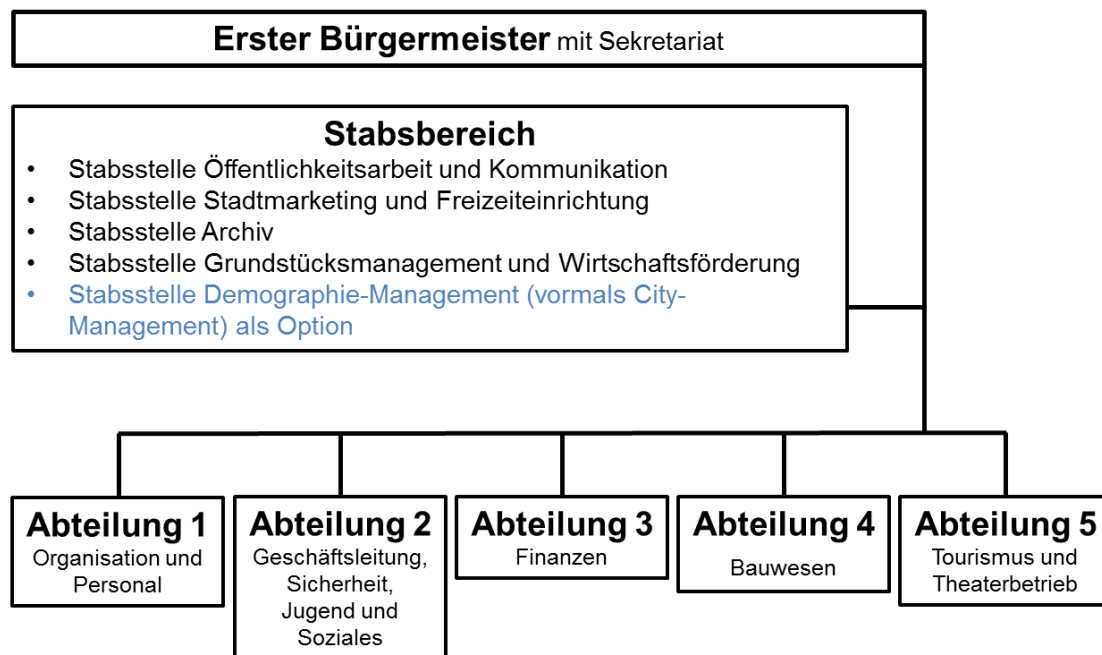 Erster Bürgermeister mit Sekretariat
Stabsbereich
• Stabsstelle Öffentlichkeitsarbeit und Kommunikation
• Stabsstelle Stadtmarketing und Freizeiteinrichtung
• Stabsstelle Archiv
• Stabsstelle Grundstücksmanagement und Wirtschaftsförderung
• Stabsstelle Demographie-Management (vormals City-
Management) als Option
Abteilung 1
Organisation und
Personal
Abteilung 2
Geschäftsleitung,
Sicherheit,
Jugend und
Soziales
Abteilung 3
Finanzen
Abteilung 4
Bauwesen
Abteilung 5
Tourismus und
Theaterbetrieb